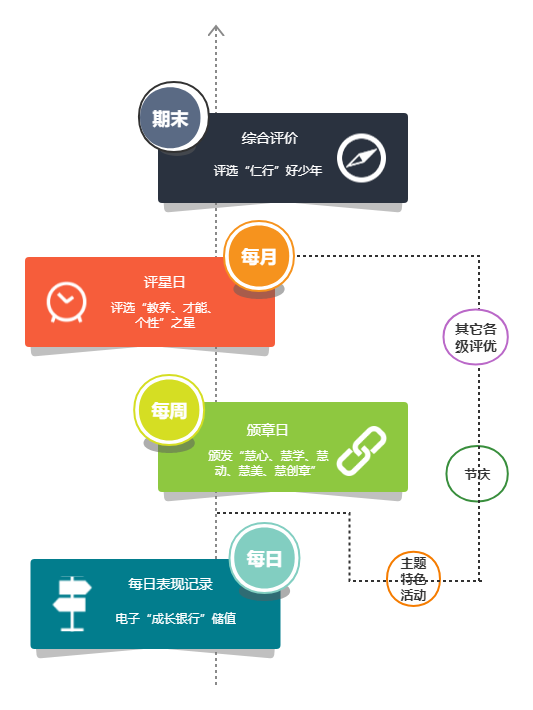 期末
综合评价
评选“仁行”好少年
每月
评星日
评选“教养、才能、
个性”之星
其它各
级评优
每周
颁章日
颁发“慧心、慧学、慧
动、慧美、慧创章”
节庆
每日
主题
特色
活动
每日表现记录
电子“成长银行”储值